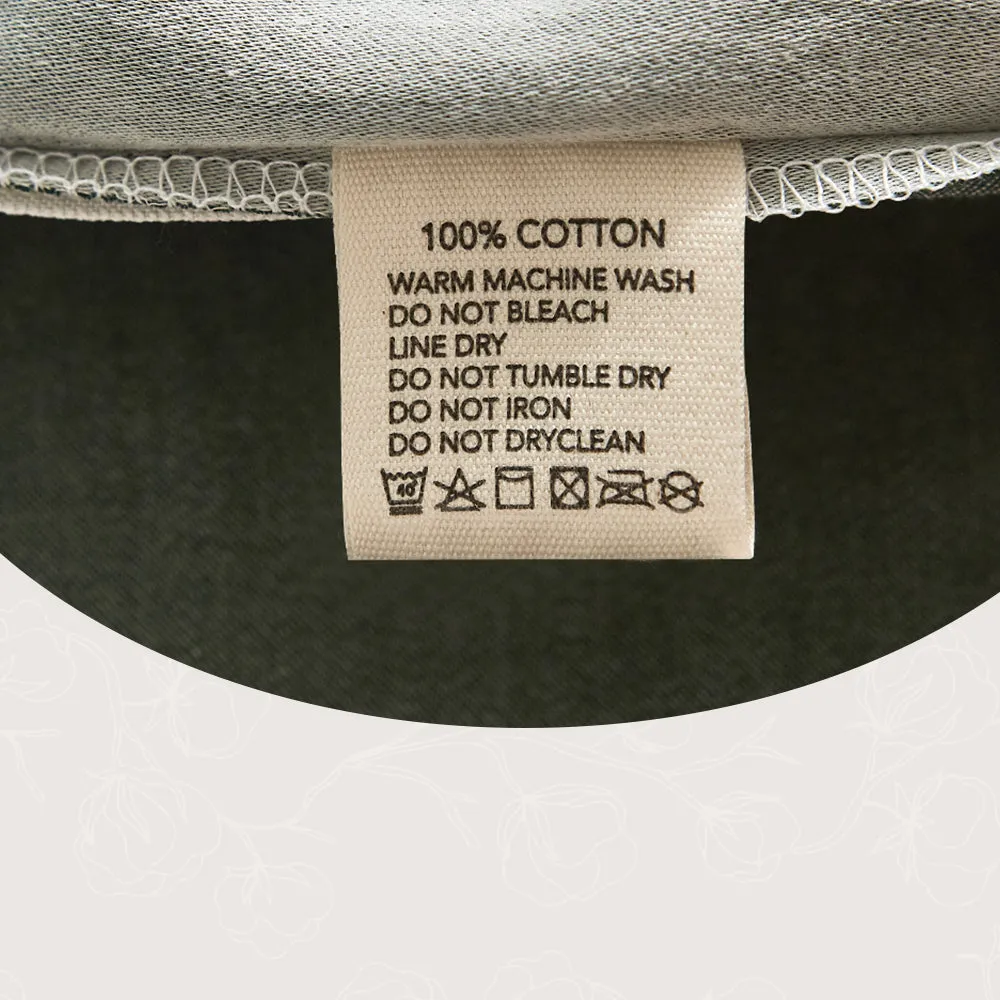 100% COTTON
WARM MACHINE WASH
DO NOT BLEACH
LINE DRY
DO NOT TUMBLE DRY
DO NOT IRON
DO NOT DRYCLEAN
40°